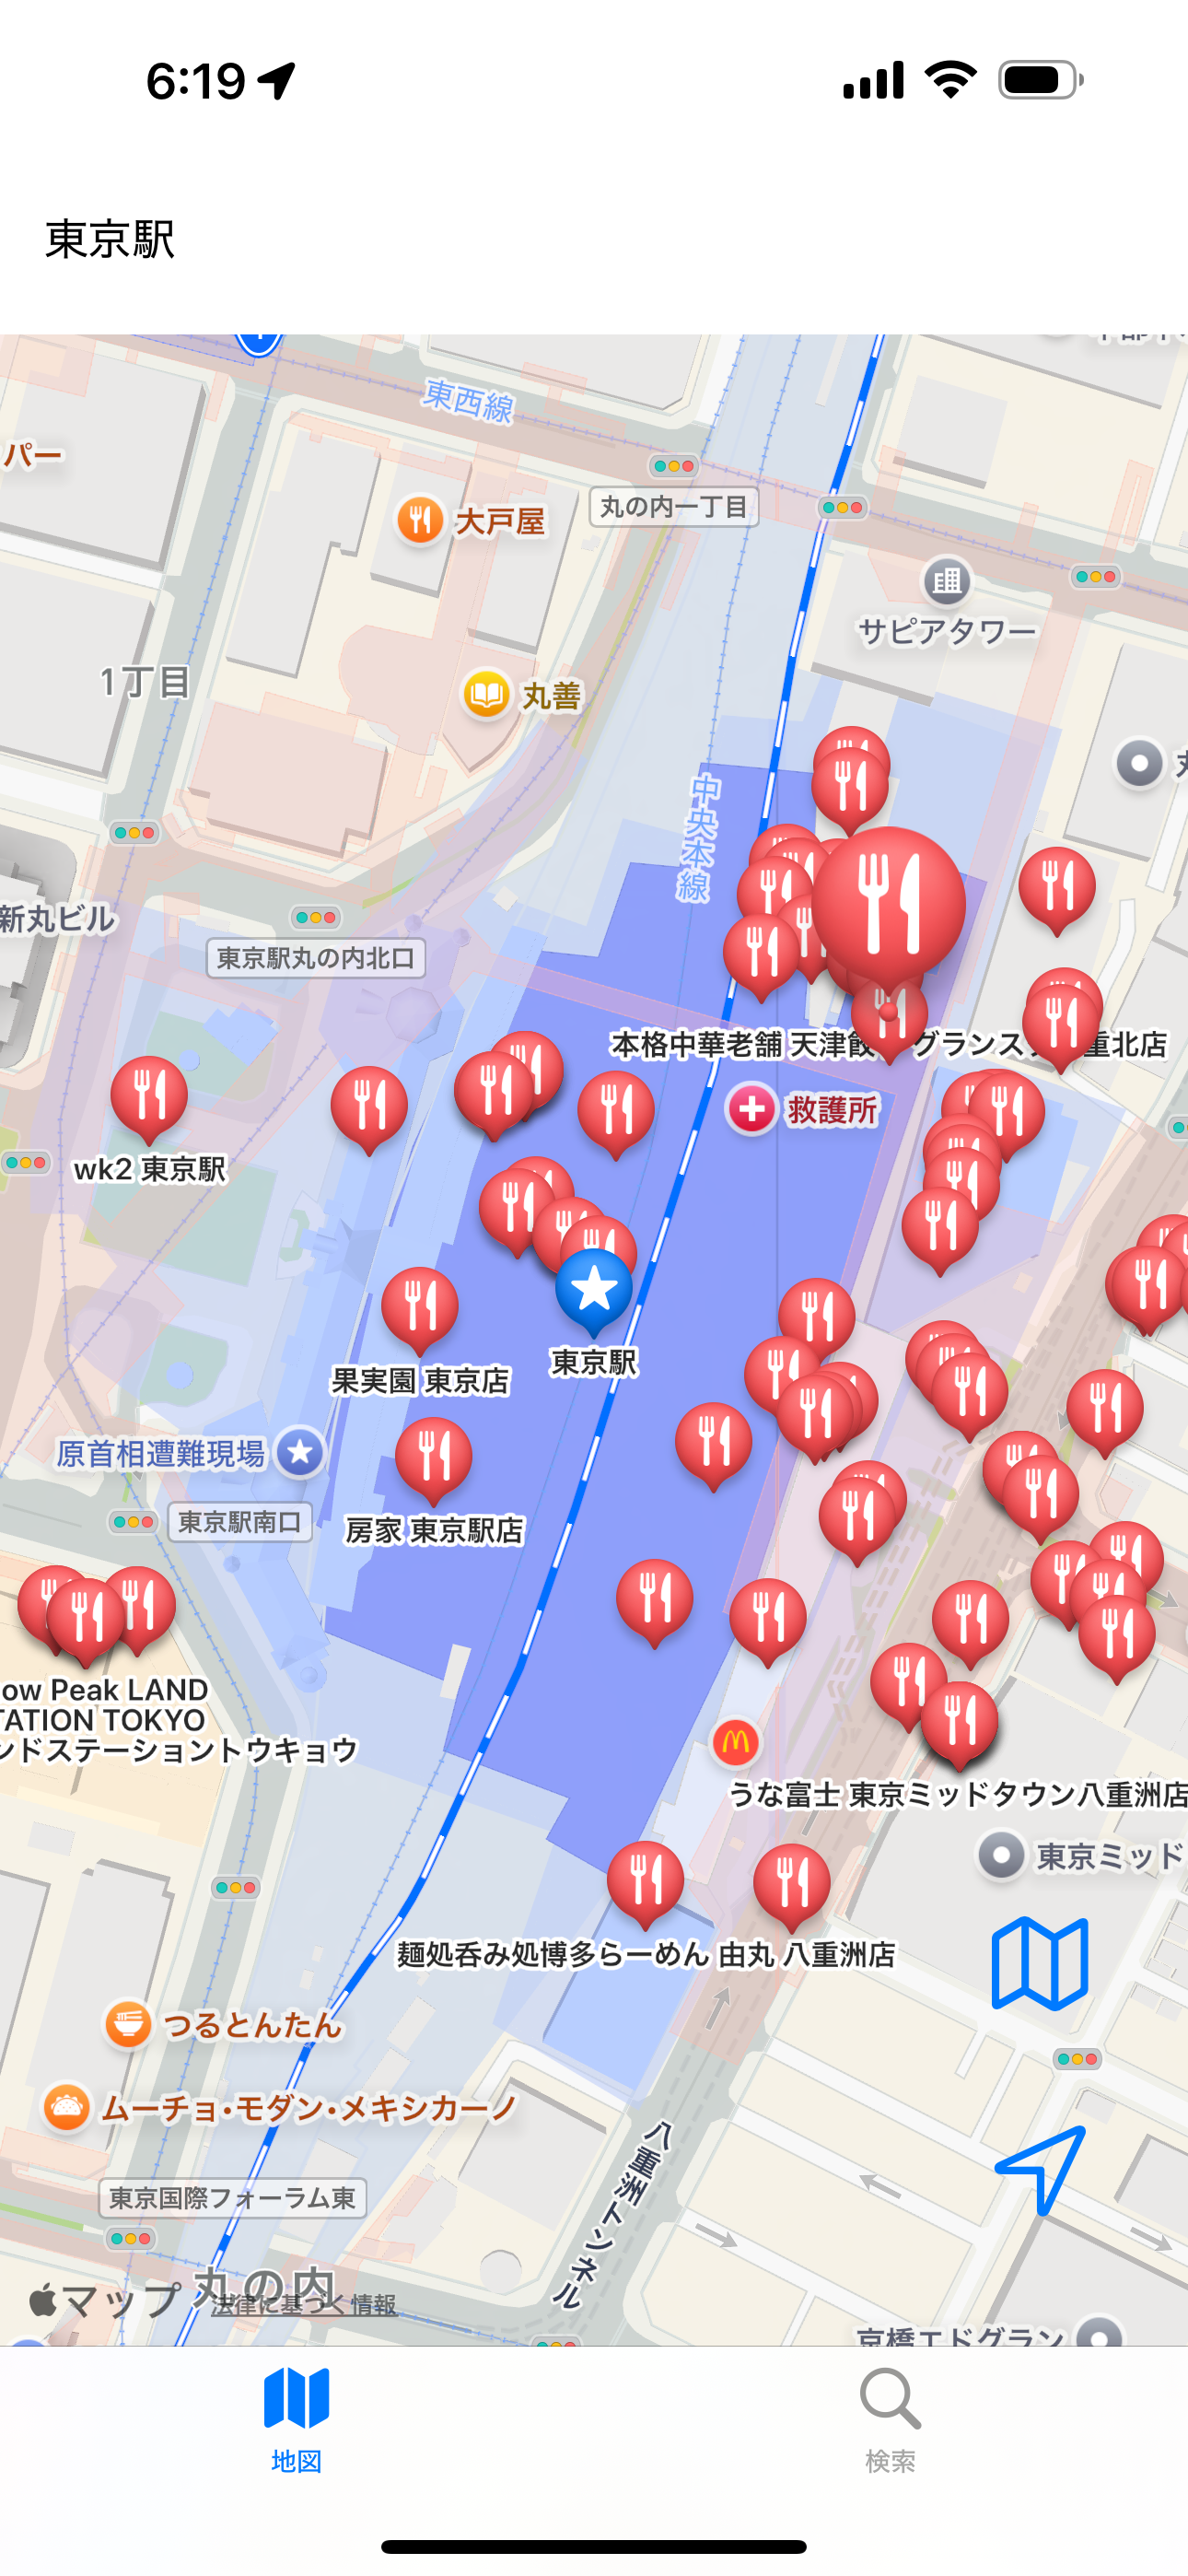 6:19
東京駅
東西線
パー
丸の内一丁目
大戸屋
サピアタワー
1丁目
丸善
中央本線
新丸ビル
東京駅丸の内北口
本格中華老舗 天津餃
グランス
重北店
救護所
wk2 東京駅
東京駅
果実園 東京店
原首相遭難現場
東京駅南口
房家 東京駅店
ow Peak LAND
TATION TOKYO
ンドステーショントウキョウ
うな富士 東京ミッドタウン八重洲店
東京ミッド
麺処呑み処博多らーめん 由丸 八重洲店
つるとんたん
ムーチョ・モダン・メキシカーノ
八重洲トンネル
東京国際フォーラム東
丸の内
マップ
法律に基づく情報
京橋エドグラン
地図
検索